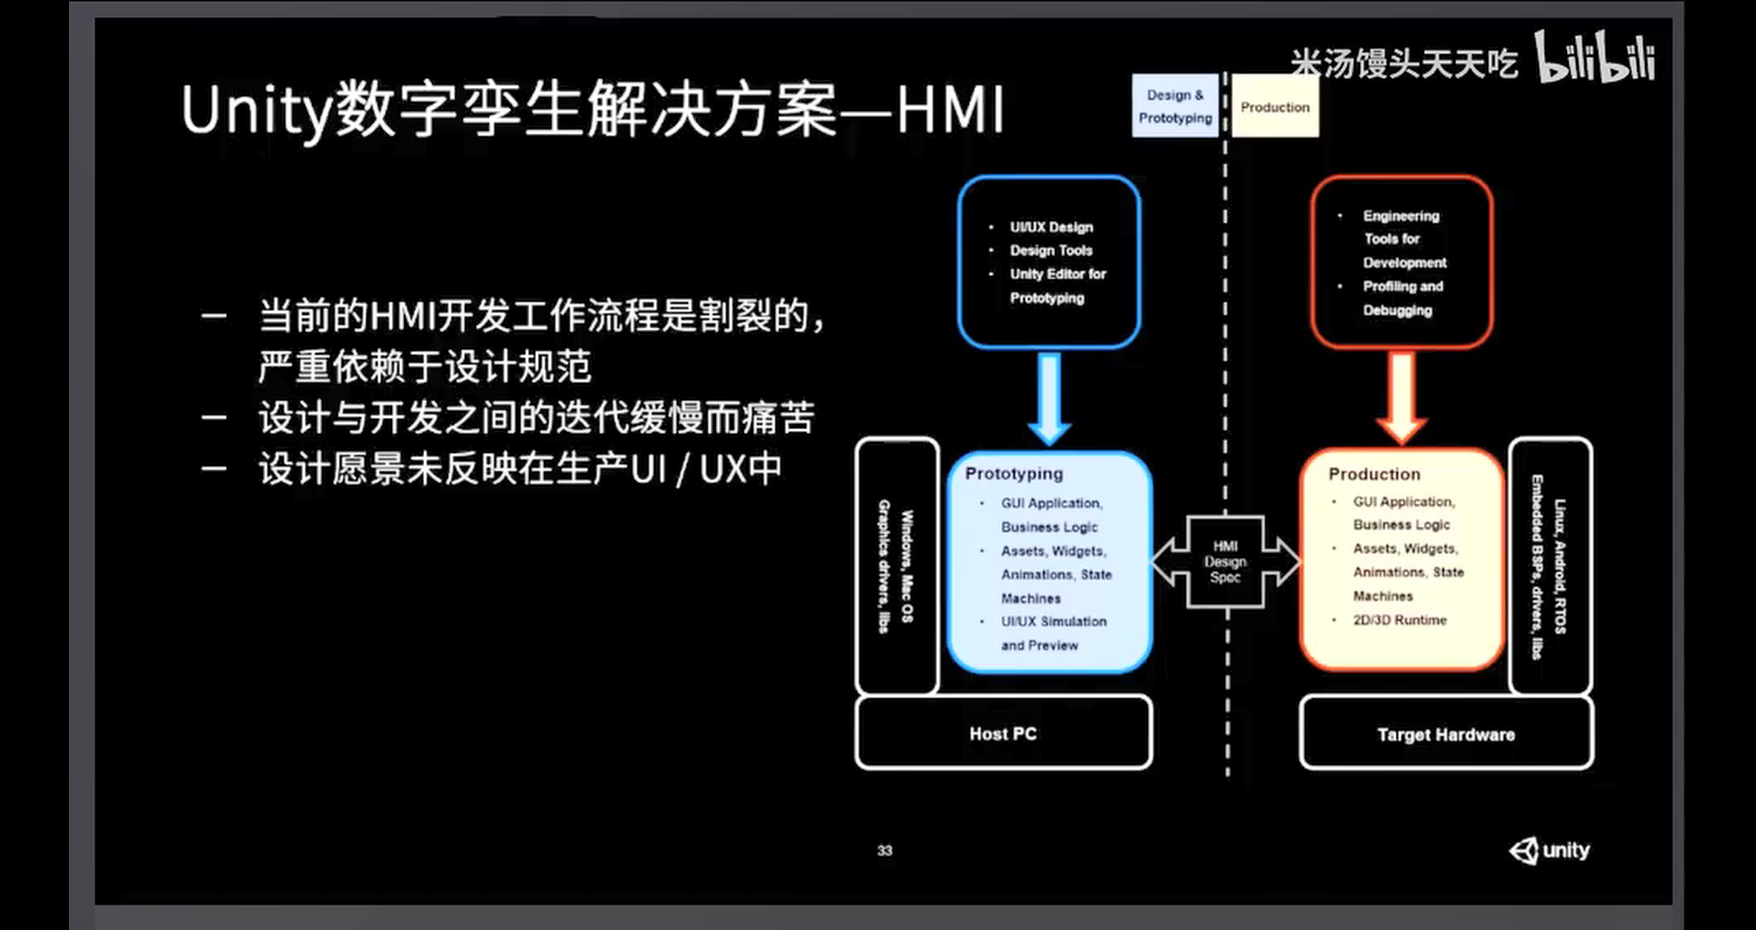 米汤馒头天天吃 bilibili
Unity数字孪生解决方案—HMI
Design &
Prototyping
Production
— 当前的HMI开发工作流程是割裂的，
严重依赖于设计规范
— 设计与开发之间的迭代缓慢而痛苦
— 设计愿景未反映在生产UI / UX中
• UI/UX Design
• Design Tools
• Unity Editor for
Prototyping
• Engineering
Tools for
Development
• Profiling and
Debugging
Windows, Mac OS
Graphics drivers, libs
Prototyping
• GUI Application,
Business Logic
• Assets, Widgets,
Animations, State
Machines
• UI/UX Simulation
and Preview
HMI
Design
Spec
Production
• GUI Application,
Business Logic
• Assets, Widgets,
Animations, State
Machines
• 2D/3D Runtime
Linux, Android, RTOS
Embedded BSPs, drivers, libs
Host PC
Target Hardware
33
unity